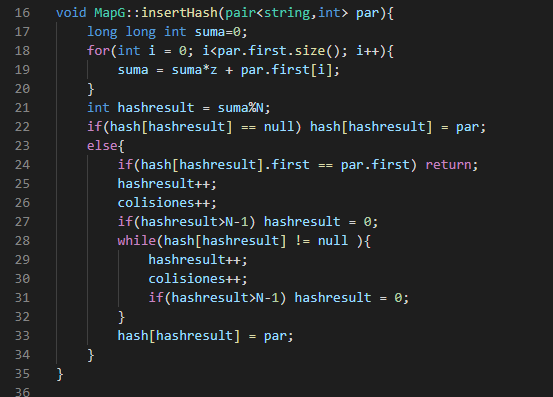 16 void MapG::insertHash(pair<string,int> par){
17     long long int suma=0;
18     for(int i = 0; i<par.first.size(); i++){
19         suma = suma*z + par.first[i];
20     }
21     int hashresult = suma%N;
22     if(hash[hashresult] == null) hash[hashresult] = par;
23     else{
24         if(hash[hashresult].first == par.first) return;
25         hashresult++;
26         colisiones++;
27         if(hashresult>N-1) hashresult = 0;
28         while(hash[hashresult] != null ){
29             hashresult++;
30             colisiones++;
31             if(hashresult>N-1) hashresult = 0;
32         }
33         hash[hashresult] = par;
34     }
35 }
36